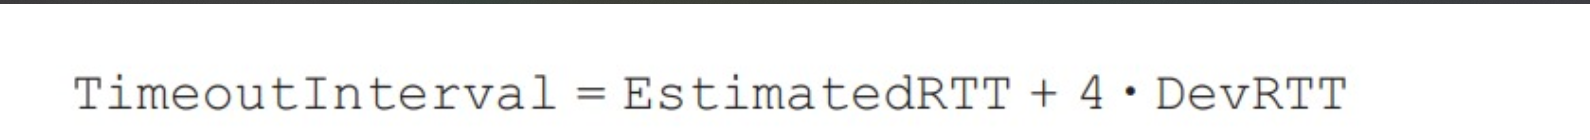 TimeoutInterval = EstimatedRTT + 4 · DevRTT